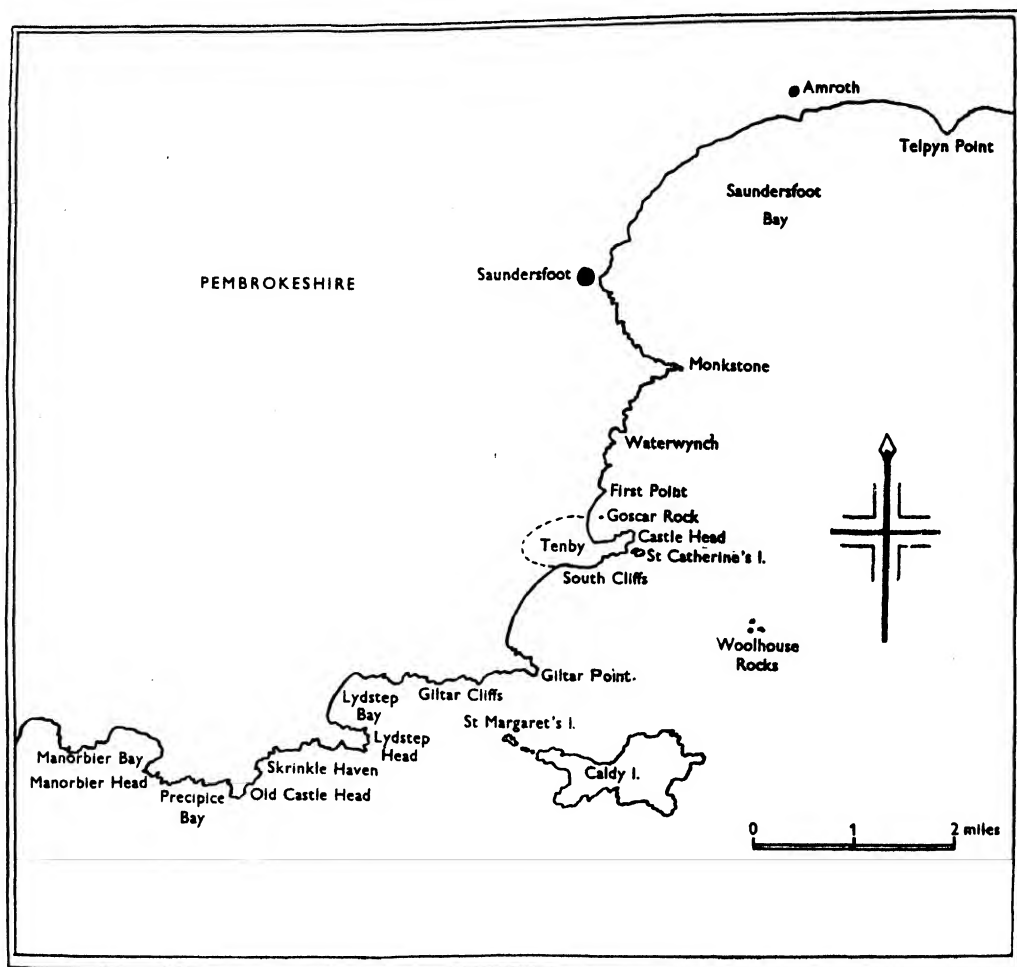 Amroth
Telpyn Point
Saundersfoot
Bay
Saundersfoot
PEMBROKESHIRE
Monkstone
Waterwynch
First Point
Goscar Rock
Castle Head
Tenby
St Catherine's I.
South Cliffs
Woolhouse
Rocks
Giltar Point
Lydstep
Bay
Giltar Cliffs
St Margaret's I.
Lydstep
Head
Manorbier Bay
Skrinkle Haven
Caldy I.
Manorbier Head
Precipice
Bay
Old Castle Head
0 1 2 miles